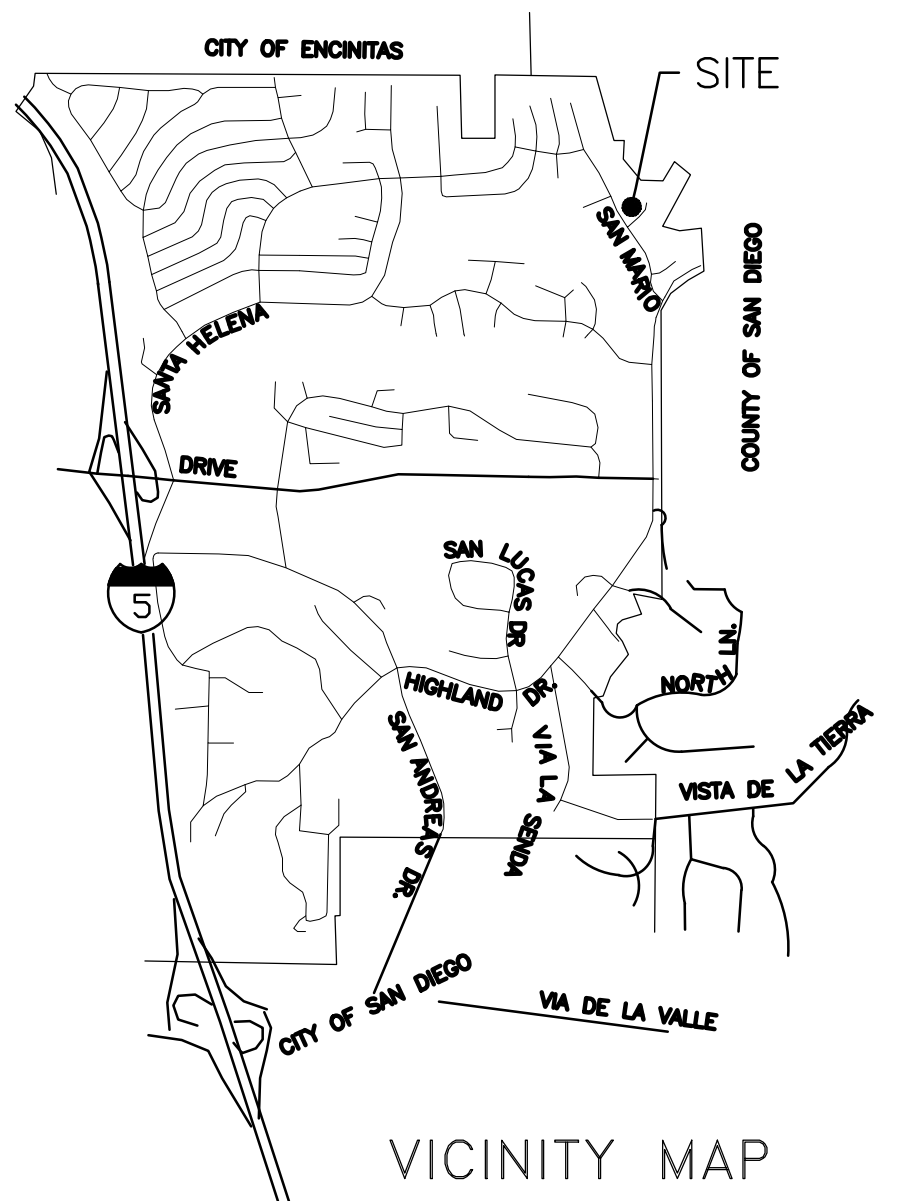 CITY OF ENCINITAS
SITE
SAN MARIO
COUNTY OF SAN DIEGO
SANTA HELENA
DRIVE
5
SAN LUCAS DR
LN.
NORTH
HIGHLAND DR.
SAN ANDREAS DR.
VIA LA SENDA
LA TIERRA
VISTA DE
CITY OF SAN DIEGO
VIA DE LA VALLE
VICINITY MAP